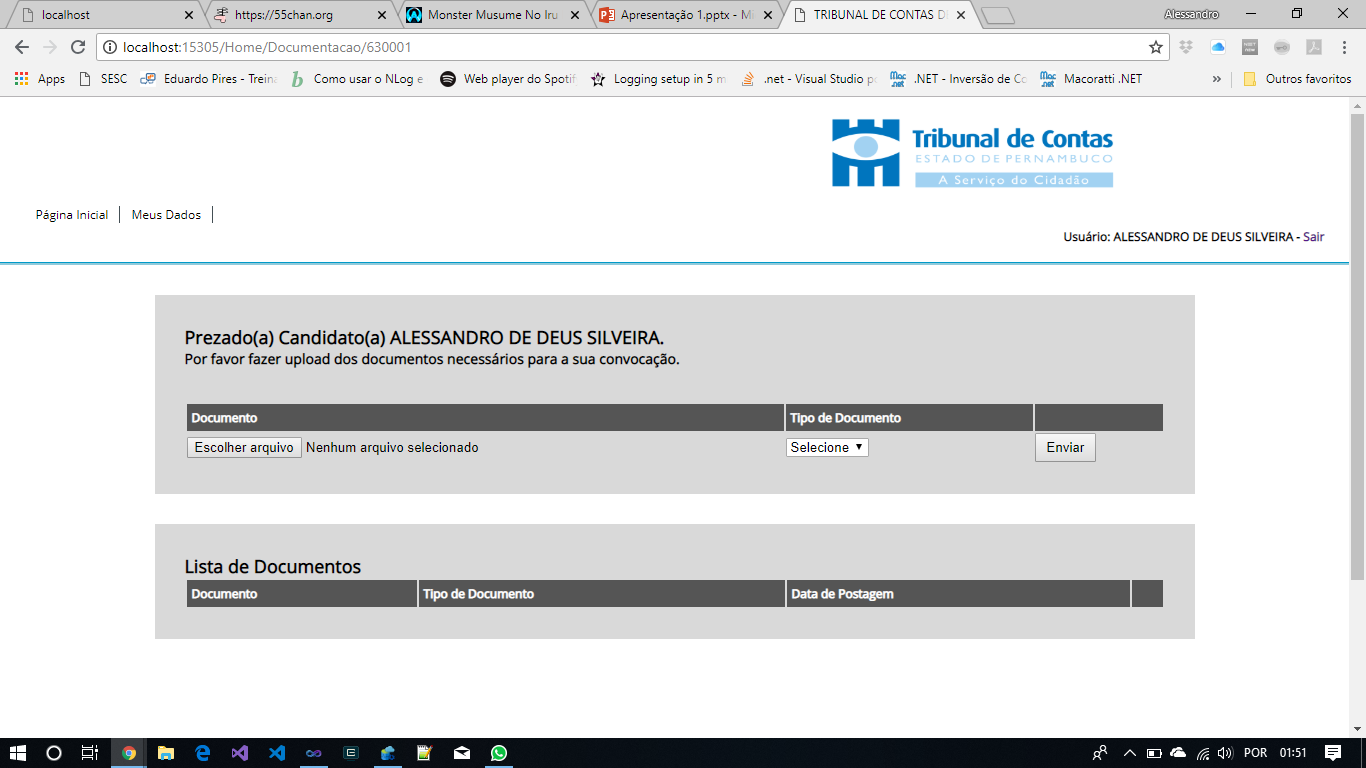 localhost
https://55chan.org
Monster Musume No Iru
Apresentação 1.pptx - Mi
TRIBUNAL DE CONTAS D
Alessandro
localhost:15305/Home/Documentacao/630001
Apps
SESC
Eduardo Pires - Trein
Como usar o NLog e
Web player do Spotif
Logging setup in 5 m
.net - Visual Studio p
.NET - Inversão de Co
Macoratti .NET
»
Outros favoritos
Tribunal de Contas
ESTADO DE PERNAMBUCO
A Serviço do Cidadão
Página Inicial
Meus Dados
Usuário: ALESSANDRO DE DEUS SILVEIRA - Sair
Prezado(a) Candidato(a) ALESSANDRO DE DEUS SILVEIRA.
Por favor fazer upload dos documentos necessários para a sua convocação.
Documento Tipo de Documento
Escolher arquivo Nenhum arquivo selecionado Selecione Enviar
Lista de Documentos
Documento Tipo de Documento Data de Postagem
POR 01:51